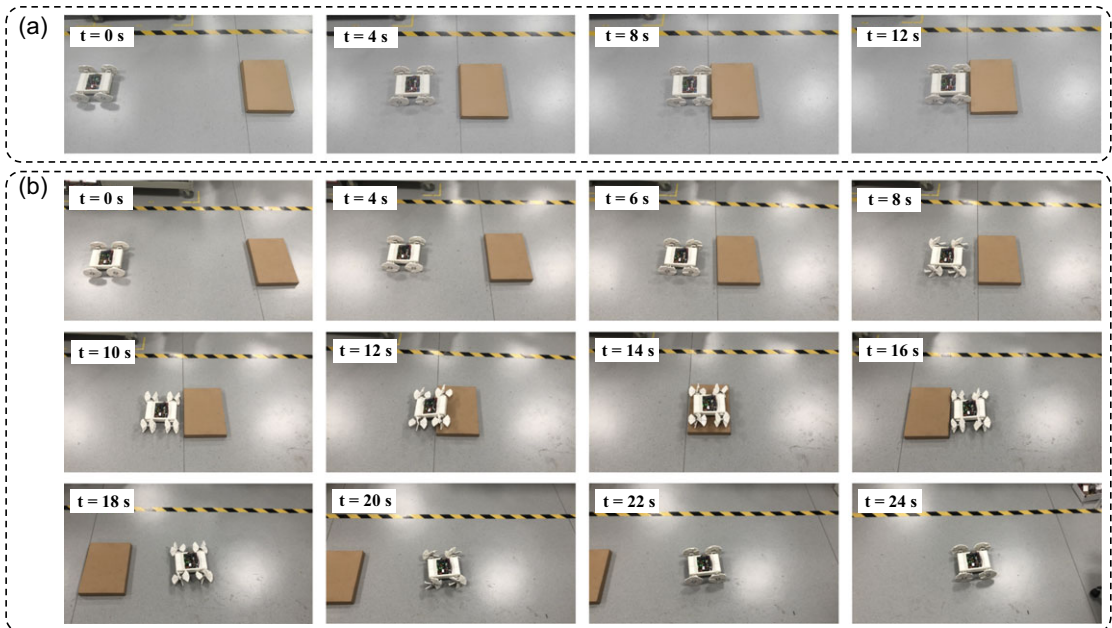 (a)
t = 0 s
t = 4 s
t = 8 s
t = 12 s
(b)
t = 0 s
t = 4 s
t = 6 s
t = 8 s
t = 10 s
t = 12 s
t = 14 s
t = 16 s
t = 18 s
t = 20 s
t = 22 s
t = 24 s